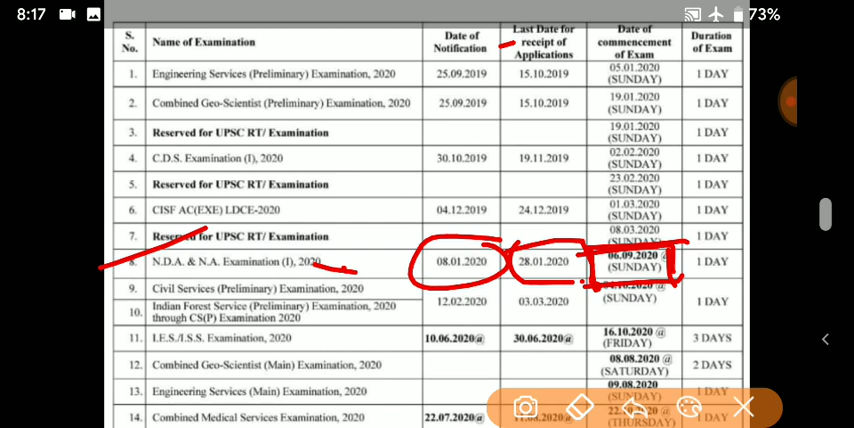 8:17 73%
S. No. Name of Examination Date of Notification Last Date for receipt of Applications Date of commencement of Exam Duration of Exam
1. Engineering Services (Preliminary) Examination, 2020 25.09.2019 15.10.2019 05.01.2020 (SUNDAY) 1 DAY
2. Combined Geo-Scientist (Preliminary) Examination, 2020 25.09.2019 15.10.2019 19.01.2020 (SUNDAY) 1 DAY
3. Reserved for UPSC RT/ Examination 19.01.2020 (SUNDAY) 1 DAY
4. C.D.S. Examination (I), 2020 30.10.2019 19.11.2019 02.02.2020 (SUNDAY) 1 DAY
5. Reserved for UPSC RT/ Examination 23.02.2020 (SUNDAY) 1 DAY
6. CISF AC(EXE) LDCE-2020 04.12.2019 24.12.2019 01.03.2020 (SUNDAY) 1 DAY
7. Reserved for UPSC RT/ Examination 08.03.2020 (SUNDAY) 1 DAY
8. N.D.A. & N.A. Examination (I), 2020 08.01.2020 28.01.2020 06.09.2020 @ (SUNDAY) 1 DAY
9. Civil Services (Preliminary) Examination, 2020
10. Indian Forest Service (Preliminary) Examination, 2020 through CS(P) Examination 2020 12.02.2020 03.03.2020 (SUNDAY) 1 DAY
11. I.E.S./I.S.S. Examination, 2020 10.06.2020@ 30.06.2020@ 16.10.2020 @ (FRIDAY) 3 DAYS
12. Combined Geo-Scientist (Main) Examination, 2020 08.08.2020 @ (SATURDAY) 2 DAYS
13. Engineering Services (Main) Examination, 2020 09.08.2020 (SUNDAY) 1 DAY
14. Combined Medical Services Examination, 2020 22.07.2020@ (THURSDAY) 1 DAY